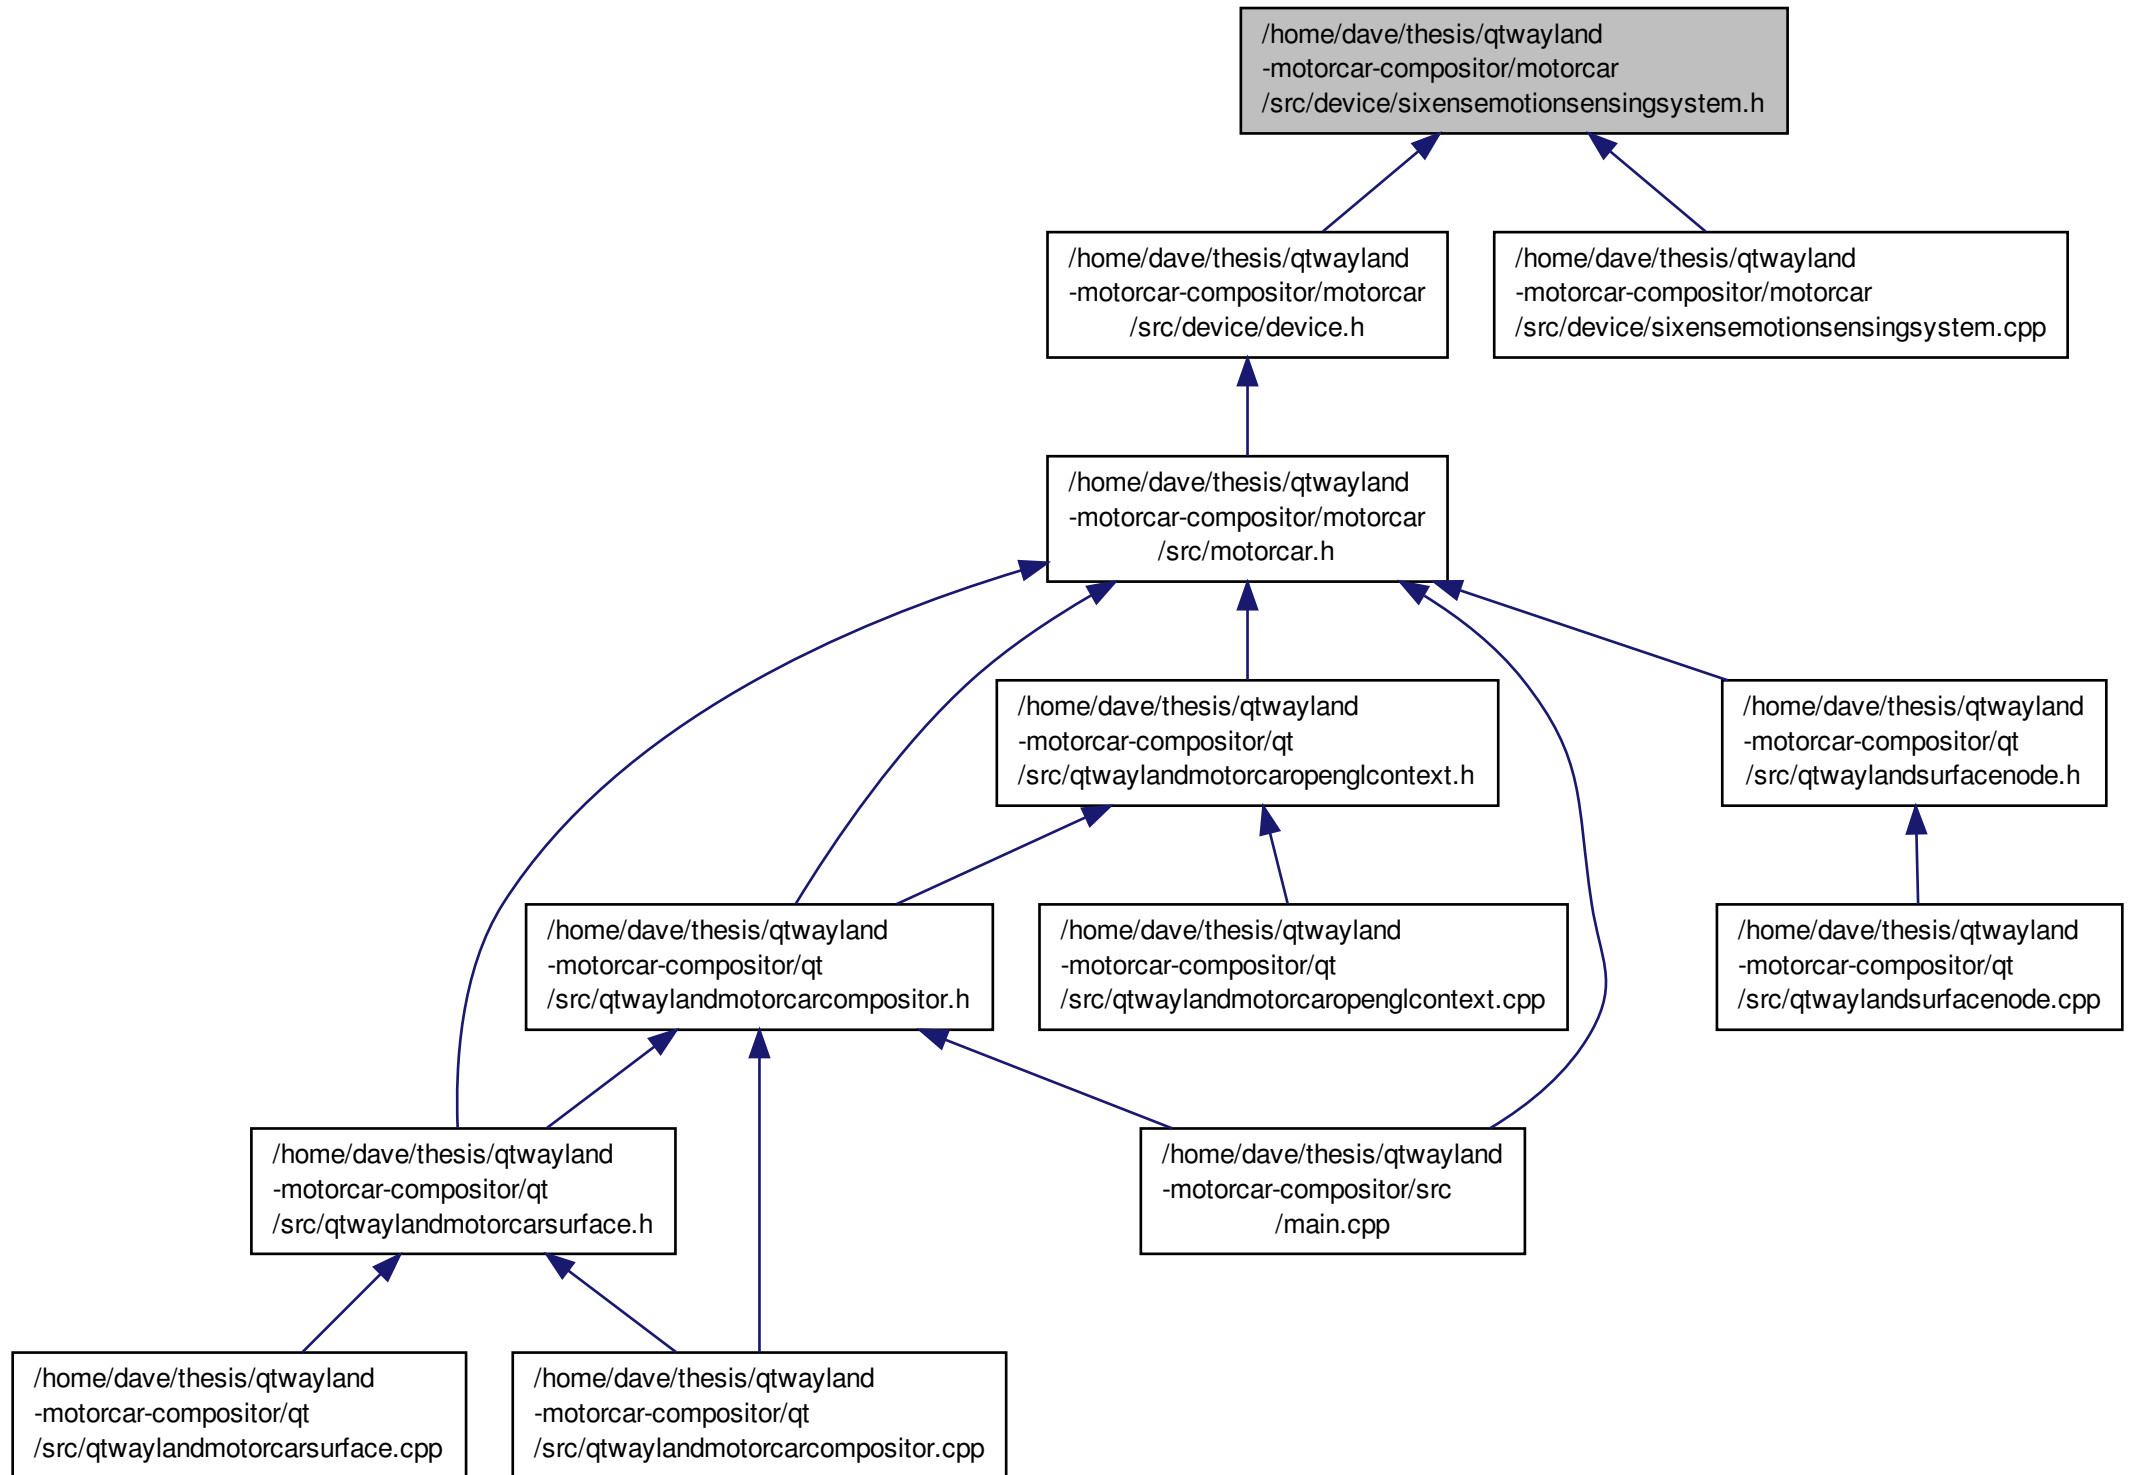 /home/dave/thesis/qtwayland
-motorcar-compositor/motorcar
/src/device/sixensemotionsensingsystem.h
/home/dave/thesis/qtwayland
-motorcar-compositor/motorcar
/src/device/device.h
/home/dave/thesis/qtwayland
-motorcar-compositor/motorcar
/src/device/sixensemotionsensingsystem.cpp
/home/dave/thesis/qtwayland
-motorcar-compositor/motorcar
/src/motorcar.h
/home/dave/thesis/qtwayland
-motorcar-compositor/qt
/src/qtwaylandmotorcaropenglcontext.h
/home/dave/thesis/qtwayland
-motorcar-compositor/qt
/src/qtwaylandsurfacenode.h
/home/dave/thesis/qtwayland
-motorcar-compositor/qt
/src/qtwaylandmotorcarcompositor.h
/home/dave/thesis/qtwayland
-motorcar-compositor/qt
/src/qtwaylandmotorcaropenglcontext.cpp
/home/dave/thesis/qtwayland
-motorcar-compositor/qt
/src/qtwaylandsurfacenode.cpp
/home/dave/thesis/qtwayland
-motorcar-compositor/qt
/src/qtwaylandmotorcarsurface.h
/home/dave/thesis/qtwayland
-motorcar-compositor/src
/main.cpp
/home/dave/thesis/qtwayland
-motorcar-compositor/qt
/src/qtwaylandmotorcarsurface.cpp
/home/dave/thesis/qtwayland
-motorcar-compositor/qt
/src/qtwaylandmotorcarcompositor.cpp